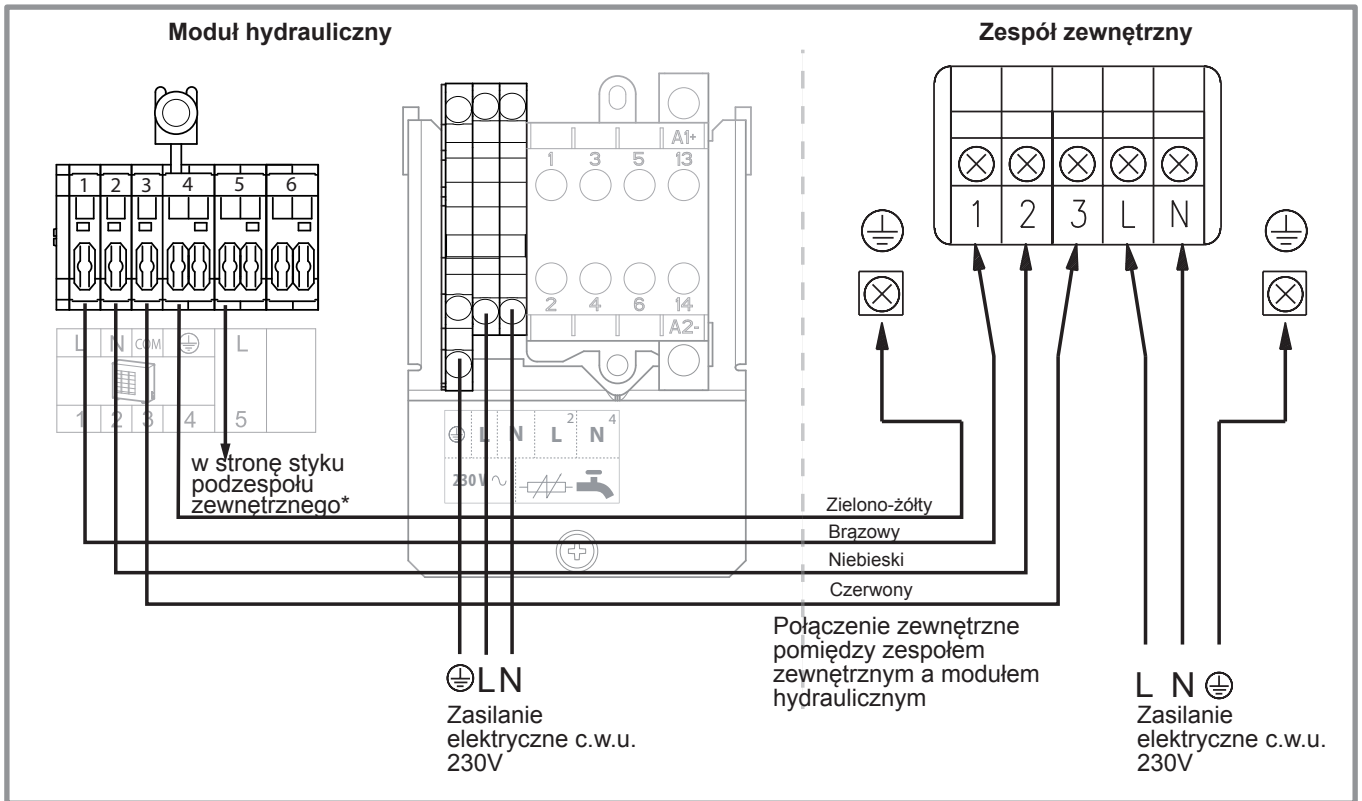 Moduł hydrauliczny
Zespół zewnętrzny
1 2 3 4 5 6
A1+
1 3 5 13
2 4 6 14
A2-
1 2 3 L N
L N COM L
1 2 3 4 5
w stronę styku
podzespołu
zewnętrznego*
L N L 2 N 4
230V
Zielono-żółty
Brązowy
Niebieski
Czerwony
Połączenie zewnętrzne
pomiędzy zespołem
zewnętrznym a modułem
hydraulicznym
LN
Zasilanie
elektryczne c.w.u.
230V
L N
Zasilanie
elektryczne c.w.u.
230V